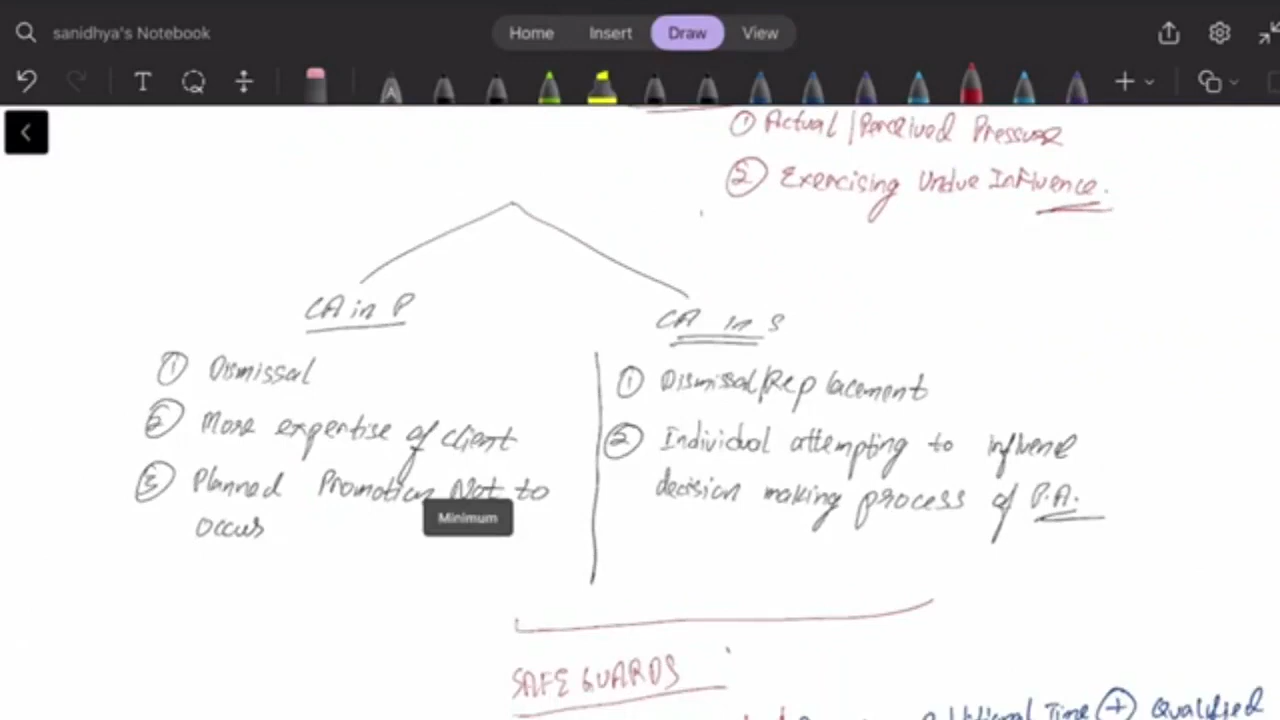 sanidhya's Notebook
Home Insert Draw View
① Actual/Perceived Pressure
② Exercising Undue Influence.
CA in P
① Dismissal
② More expertise of client
③ Planned Promotion Not to
occur
Minimum
CA in S
① Dismissal/Replacement
② Individual attempting to influence
decision making process of P.A.
SAFEGUARDS
Time + Qualified